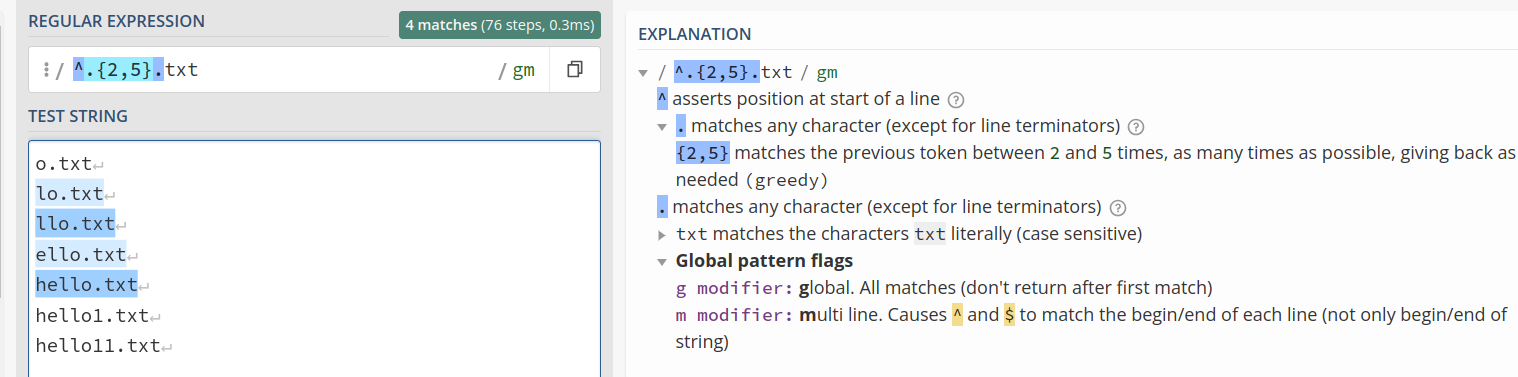 REGULAR EXPRESSION
4 matches (76 steps, 0.3ms)
/ ^.{2,5}.txt / gm
TEST STRING
o.txt↵
lo.txt↵
llo.txt↵
ello.txt↵
hello.txt↵
hello1.txt↵
hello11.txt↵
EXPLANATION
/ ^.{2,5}.txt / gm
^ asserts position at start of a line ?
. matches any character (except for line terminators) ?
{2,5} matches the previous token between 2 and 5 times, as many times as possible, giving back as
needed (greedy)
. matches any character (except for line terminators) ?
txt matches the characters txt literally (case sensitive)
Global pattern flags
g modifier: global. All matches (don't return after first match)
m modifier: multi line. Causes ^ and $ to match the begin/end of each line (not only begin/end of
string)